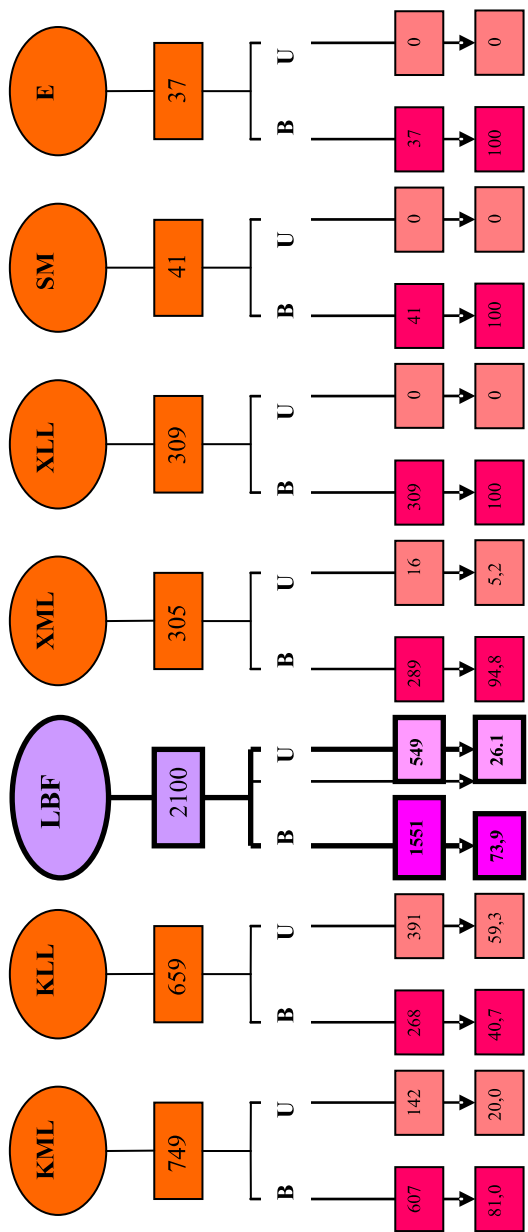 KML KLL LBF XML XLL SM E
749 659 2100 305 309 41 37
B U B U B U B U B U B U B U
607 142 268 391 1551 549 289 16 309 0 41 0 37 0
81,0 20,0 40,7 59,3 73,9 26.1 94,8 5,2 100 0 100 0 100 0